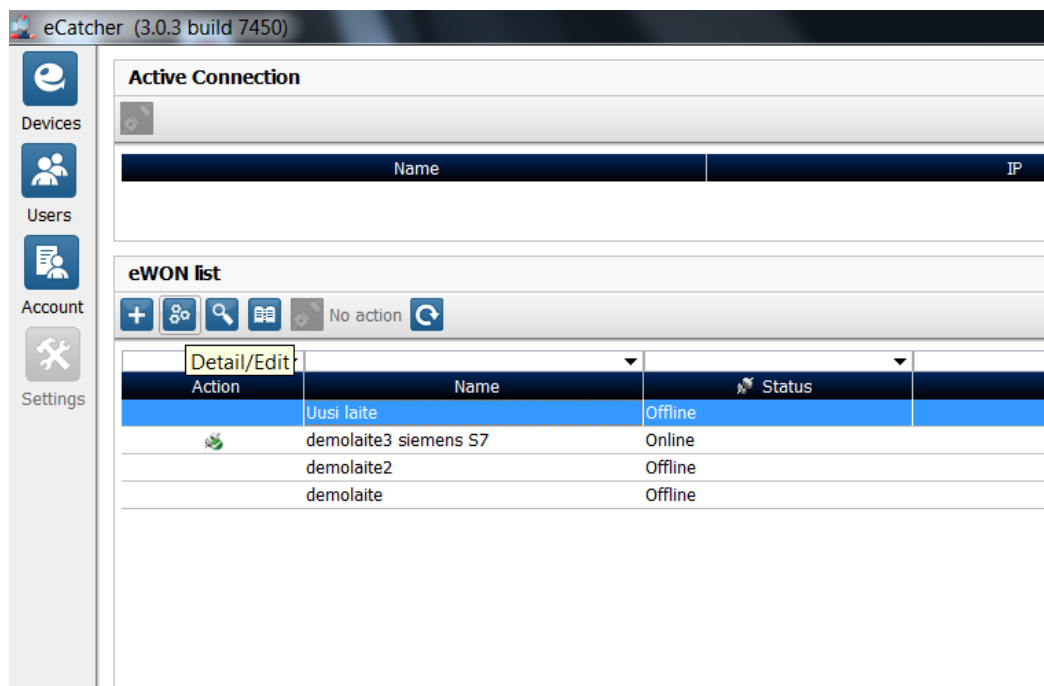 eCatcher (3.0.3 build 7450)
Devices
Users
Account
Settings
Active Connection
Name IP
eWON list
No action
Detail/Edit
Action Name Status
Uusi laite Offline
demolaite3 siemens S7 Online
demolaite2 Offline
demolaite Offline